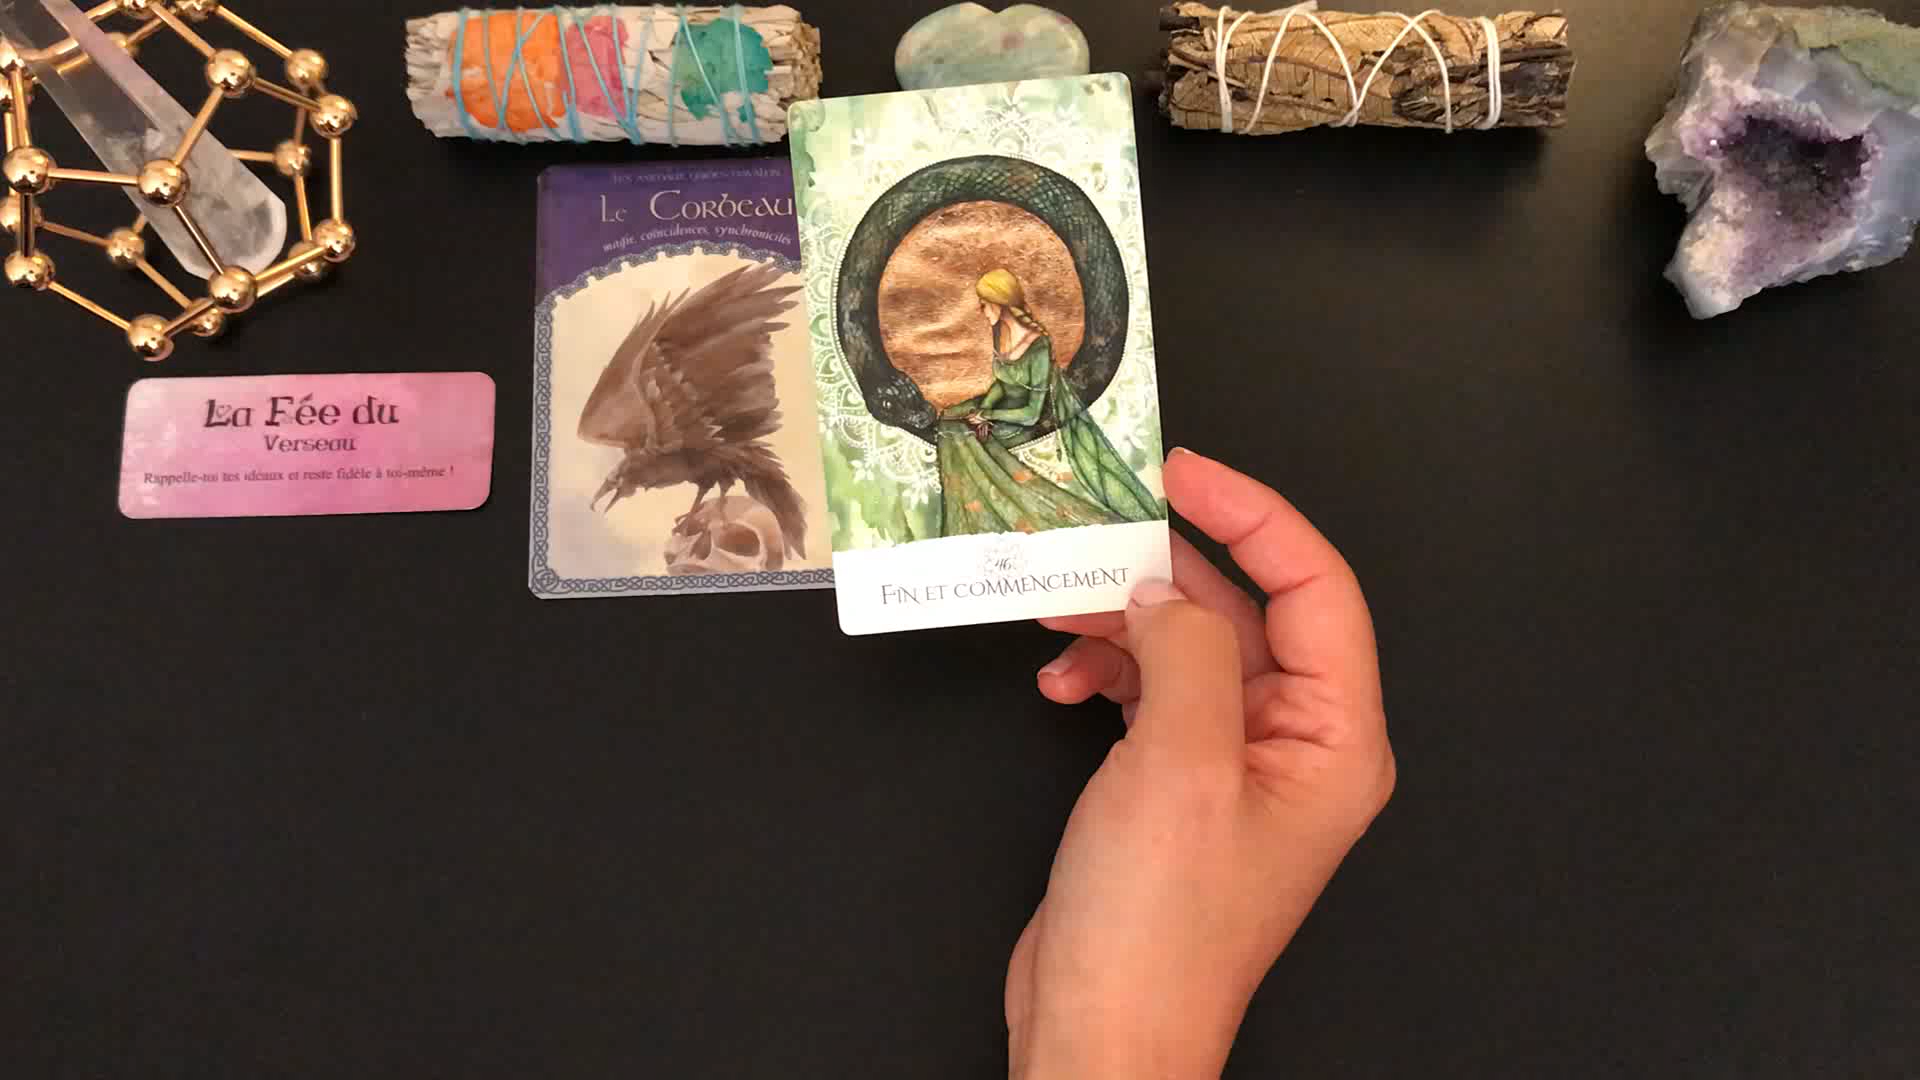 La Fée du
Verseau
Rappelle-toi tes idéaux et reste fidèle à toi-même !
Le Corbeau
magie, coïncidences, synchronicités
46
Fin et commencement